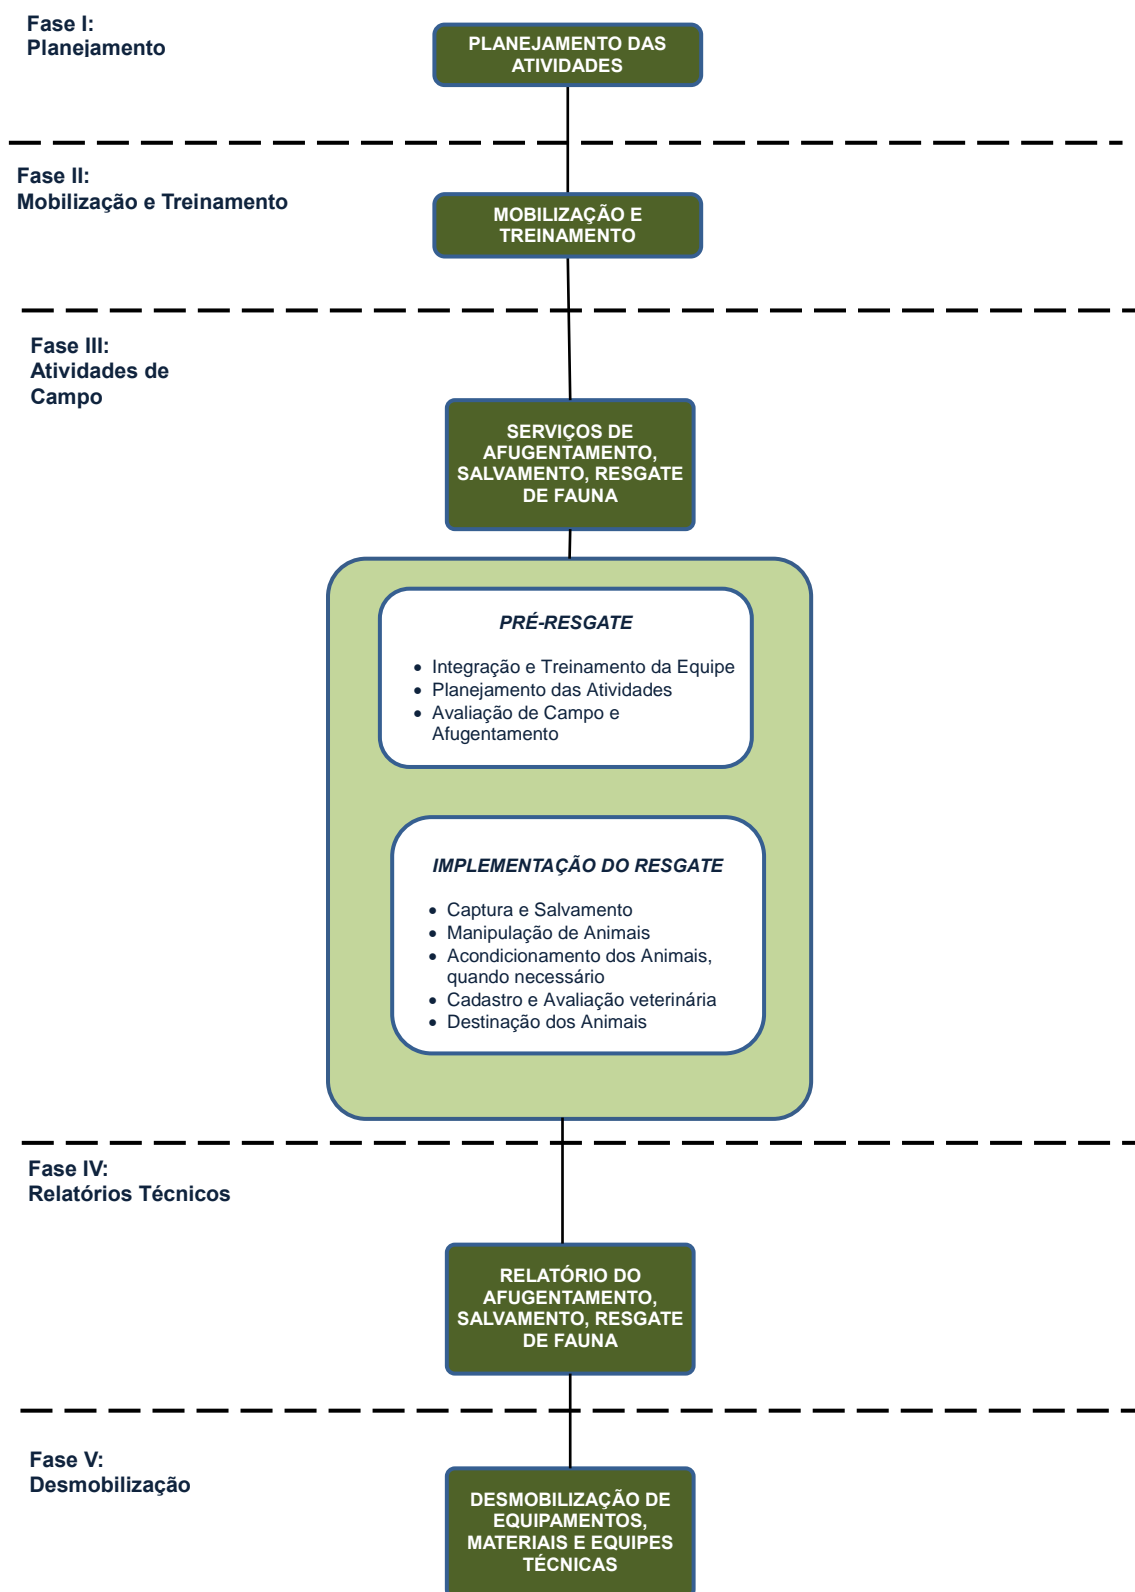 Fase I:
Planejamento
PLANEJAMENTO DAS
ATIVIDADES
Fase II:
Mobilização e Treinamento
MOBILIZAÇÃO E
TREINAMENTO
Fase III:
Atividades de
Campo
SERVIÇOS DE
AFUGENTAMENTO,
SALVAMENTO, RESGATE
DE FAUNA
PRÉ-RESGATE
• Integração e Treinamento da Equipe
• Planejamento das Atividades
• Avaliação de Campo e
Afugentamento
IMPLEMENTAÇÃO DO RESGATE
• Captura e Salvamento
• Manipulação de Animais
• Acondicionamento dos Animais,
quando necessário
• Cadastro e Avaliação veterinária
• Destinação dos Animais
Fase IV:
Relatórios Técnicos
RELATÓRIO DO
AFUGENTAMENTO,
SALVAMENTO, RESGATE
DE FAUNA
Fase V:
Desmobilização
DESMOBILIZAÇÃO DE
EQUIPAMENTOS,
MATERIAIS E EQUIPES
TÉCNICAS